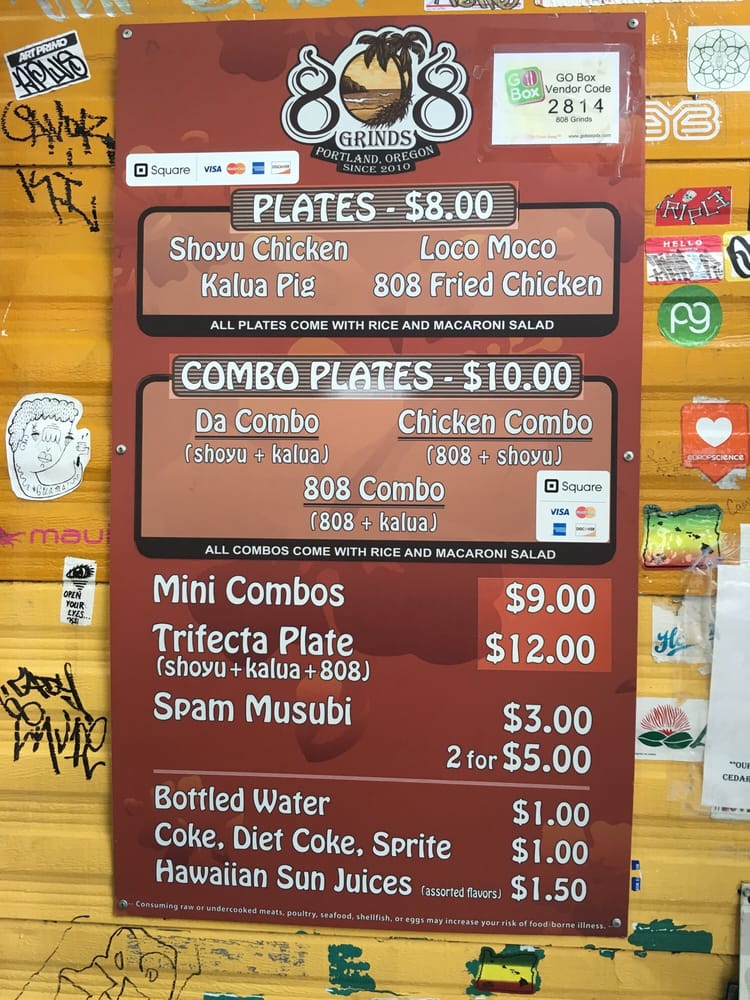 808
GRINDS
PORTLAND, OREGON
SINCE 2010
GO Box
GO Box
Vendor Code
2814
808 Grinds
Square VISA MasterCard DISCOVER
PLATES - $8.00
Shoyu Chicken Loco Moco
Kalua Pig 808 Fried Chicken
ALL PLATES COME WITH RICE AND MACARONI SALAD
COMBO PLATES - $10.00
Da Combo Chicken Combo
(shoyu + kalua) (808 + shoyu)
808 Combo
(808 + kalua)
Square
VISA
DISCOVER
ALL COMBOS COME WITH RICE AND MACARONI SALAD
Mini Combos $9.00
Trifecta Plate $12.00
(shoyu+kalua+808)
Spam Musubi $3.00
2 for $5.00
Bottled Water $1.00
Coke, Diet Coke, Sprite $1.00
Hawaiian Sun Juices (assorted flavors) $1.50
Consuming raw or undercooked meats, poultry, seafood, shellfish, or eggs may increase your risk of food-borne illness.
ART PRIMO
maui
OPEN
YOUR
EYES...
HELLO
pg